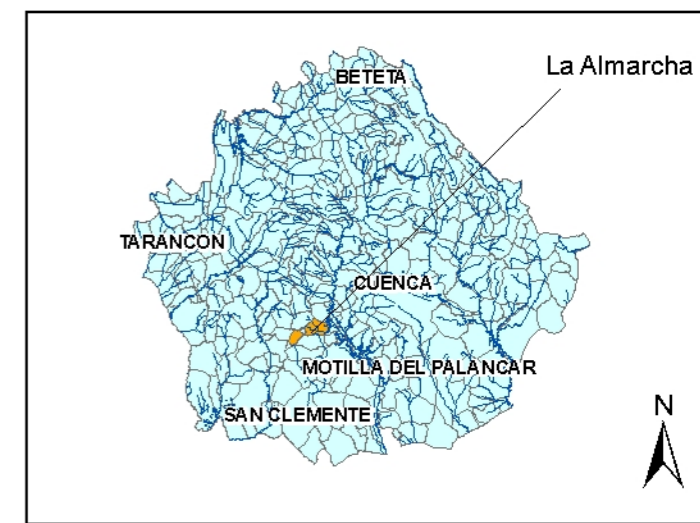 BETETA
La Almarcha
TARANCON
CUENCA
MOTILLA DEL PALANCAR
SAN CLEMENTE
N